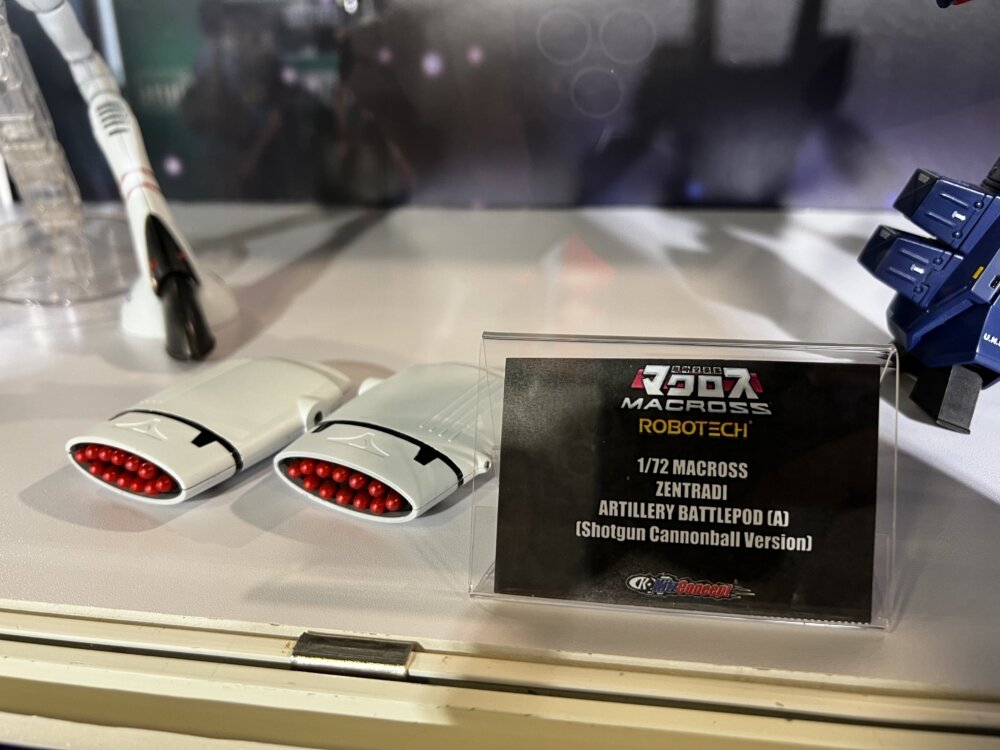 超時空要塞
マクロス
MACROSS
ROBOTECH
1/72 MACROSS
ZENTRADI
ARTILLERY BATTLEPOD (A)
(Shotgun Cannonball Version)
Concept
U.N.